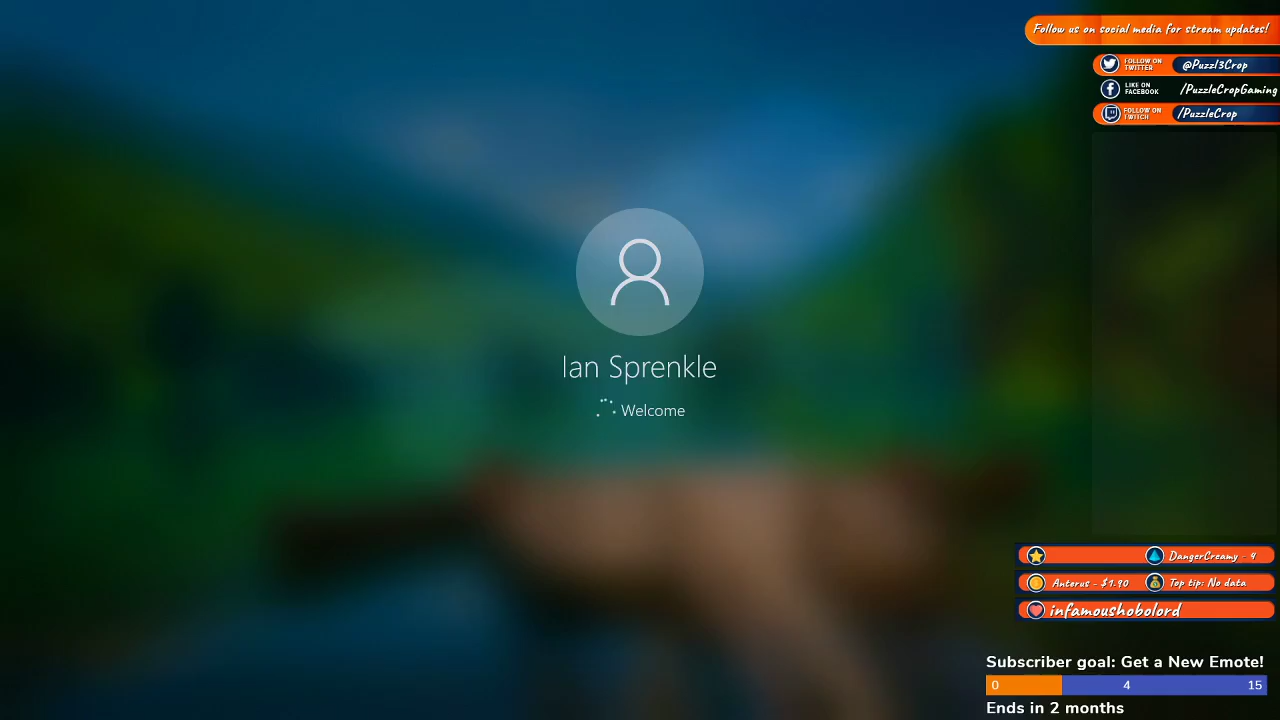 Follow us on social media for stream updates!
FOLLOW ON TWITTER
@Puzzl3Crop
LIKE ON FACEBOOK
/PuzzleCropGaming
FOLLOW ON TWITCH
/PuzzleCrop
Ian Sprenkle
Welcome
DangerCreamy - 4
Anterus - $1.90
Top tip: No data
infamoushobolord
Subscriber goal: Get a New Emote!
0 4 15
Ends in 2 months